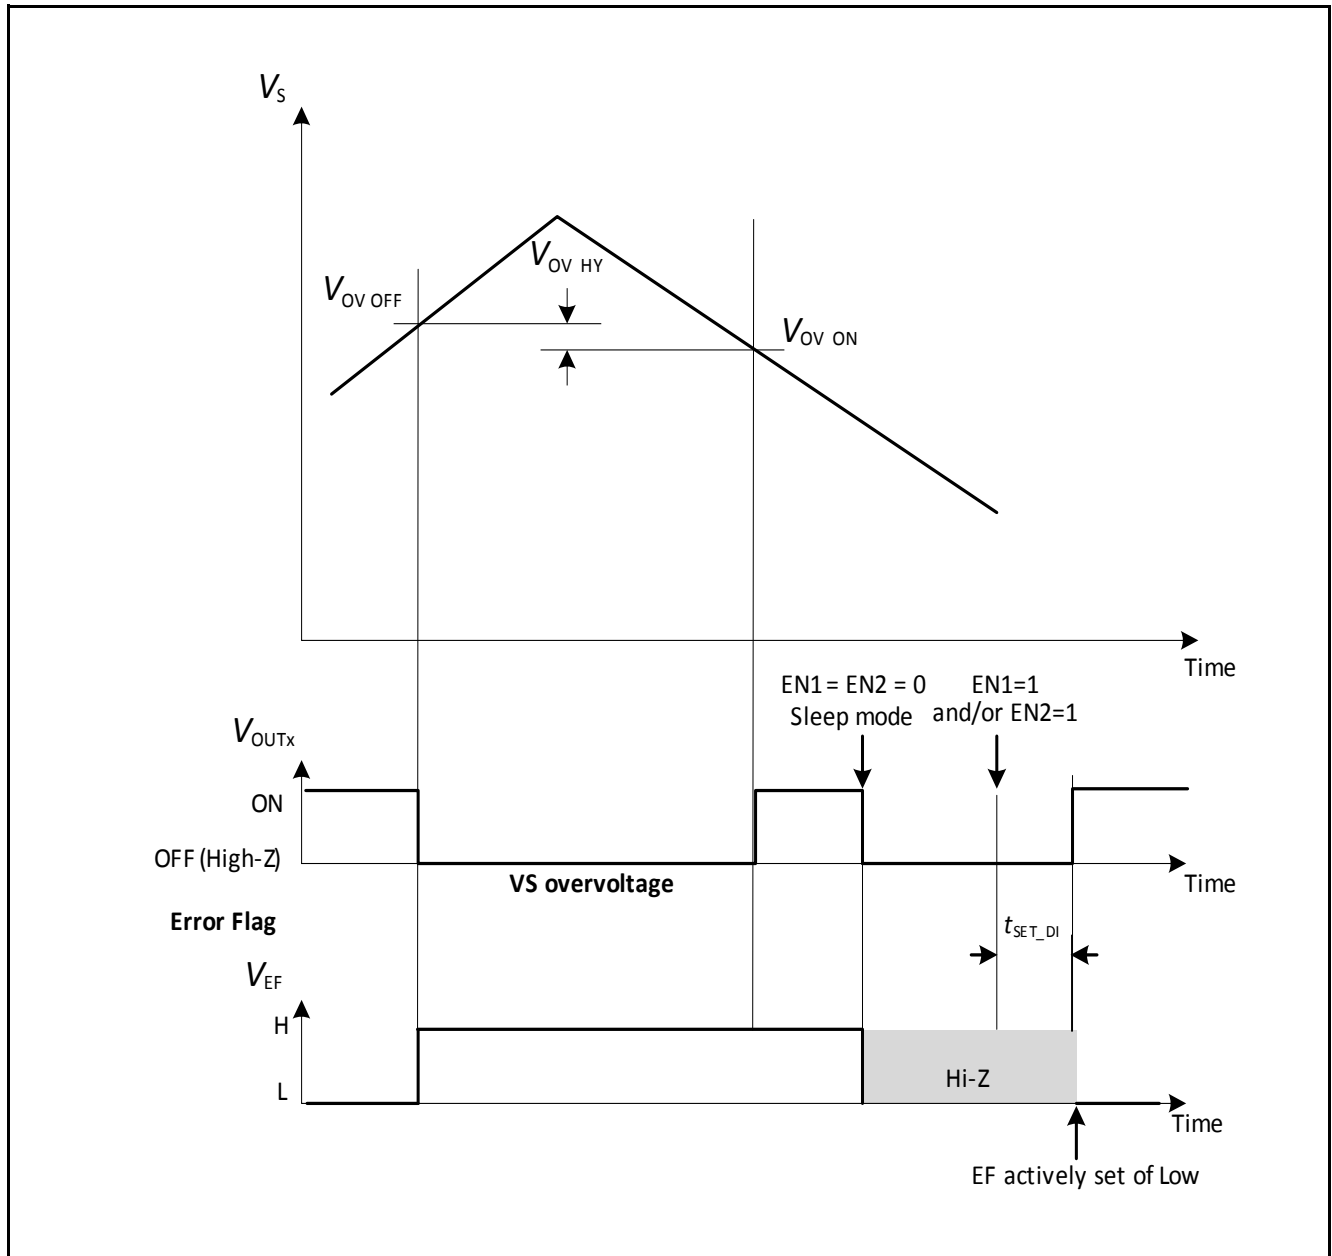 VS
VOV HY
VOV OFF
VOV ON
Time
EN1 = EN2 = 0
Sleep mode
EN1=1
and/or EN2=1
VOUTx
ON
OFF (High-Z)
VS overvoltage
Time
Error Flag
tSET_DI
VEF
H
L
Hi-Z
Time
EF actively set of Low